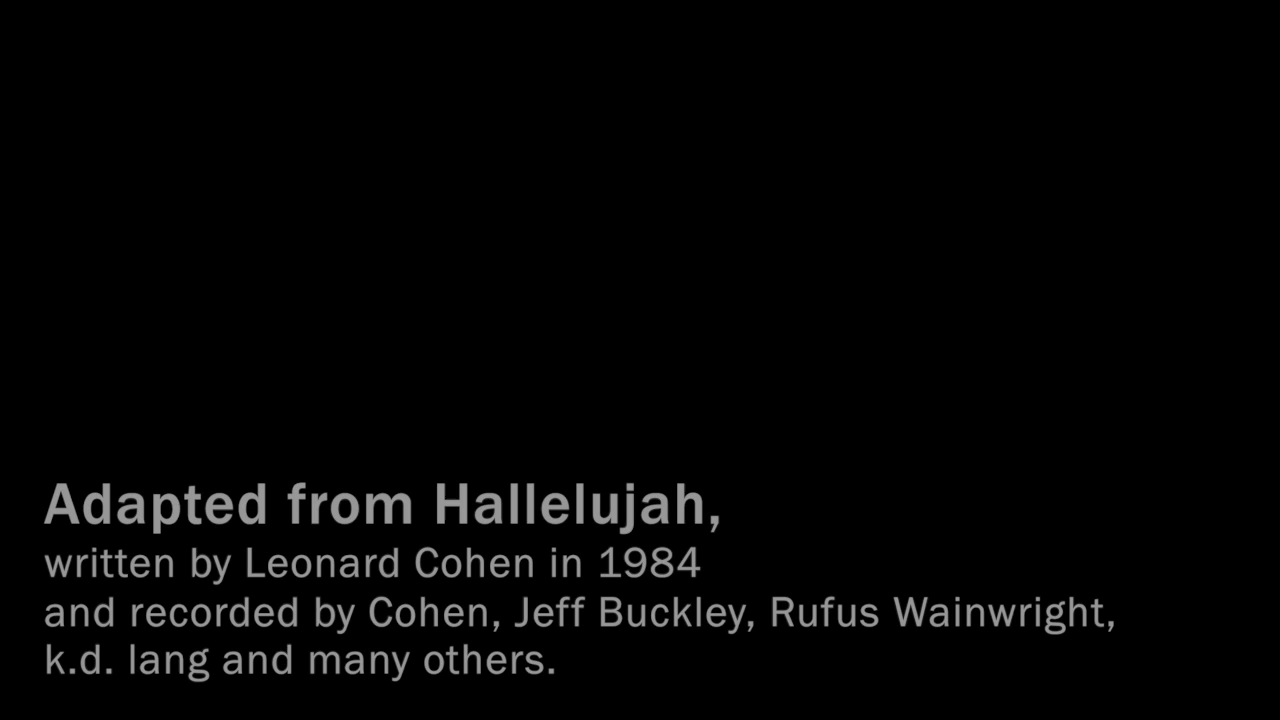 Adapted from Hallelujah,
written by Leonard Cohen in 1984
and recorded by Cohen, Jeff Buckley, Rufus Wainwright,
k.d. lang and many others.